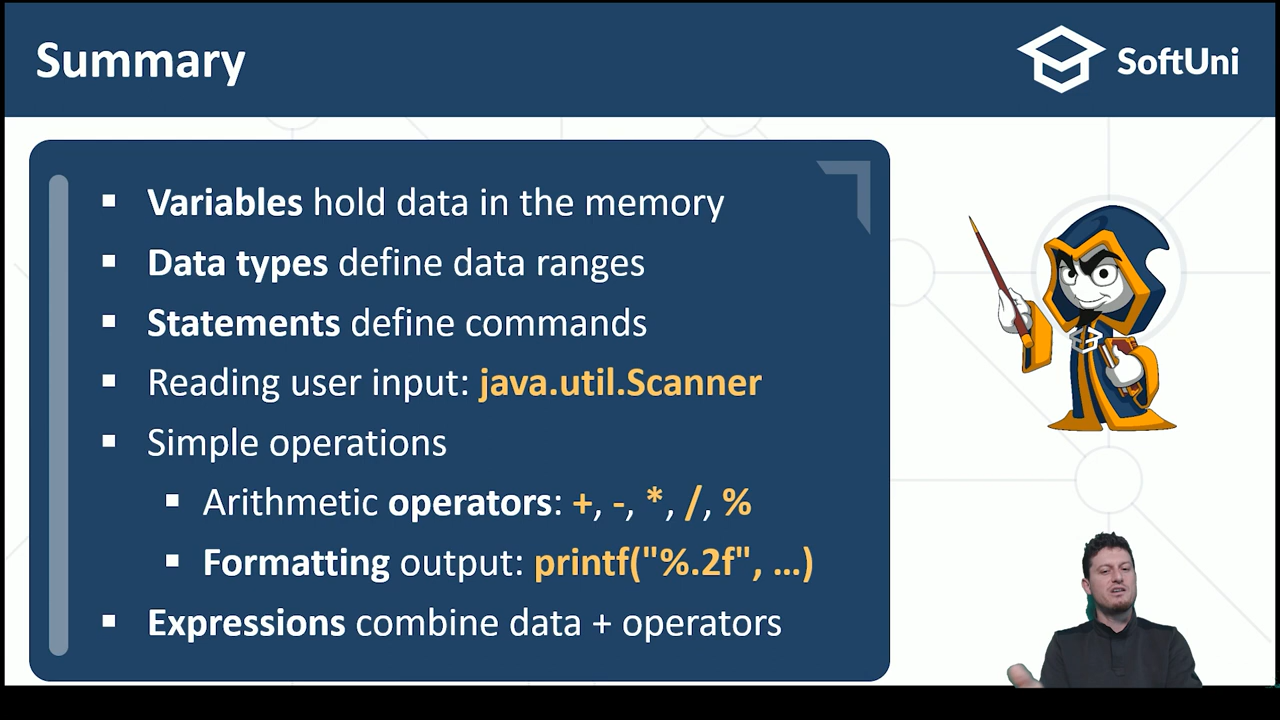 Summary
SoftUni
▪ Variables hold data in the memory
▪ Data types define data ranges
▪ Statements define commands
▪ Reading user input: java.util.Scanner
▪ Simple operations
▪ Arithmetic operators: +, -, *, /, %
▪ Formatting output: printf("%.2f", …)
▪ Expressions combine data + operators